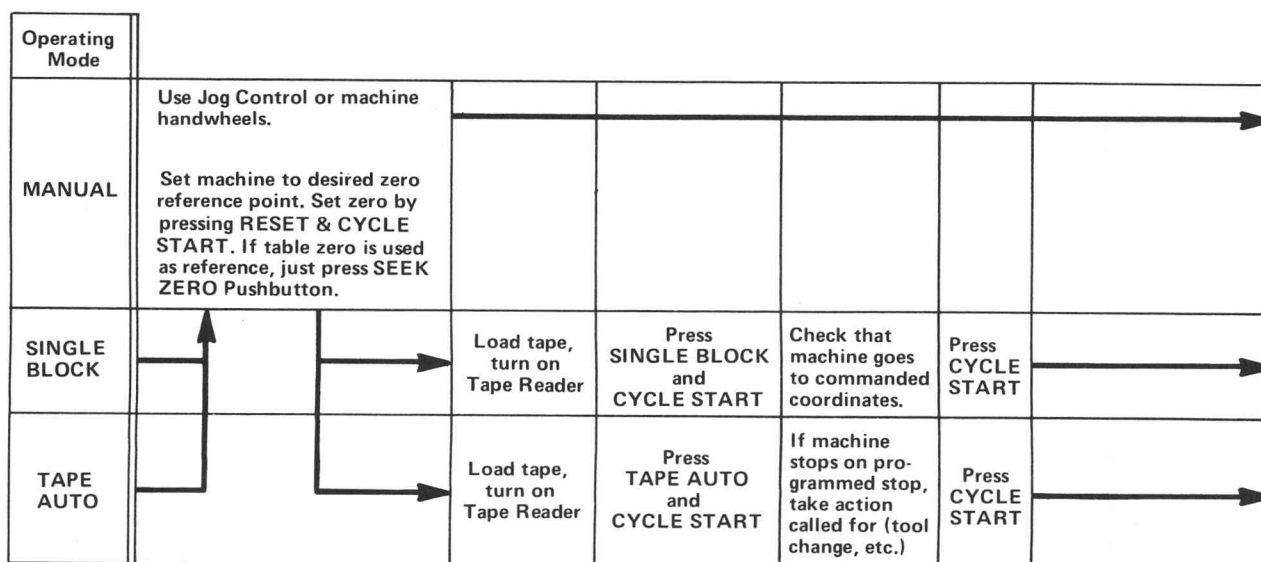 Operating
Mode
MANUAL
Use Jog Control or machine
handwheels.
Set machine to desired zero
reference point. Set zero by
pressing RESET & CYCLE
START. If table zero is used
as reference, just press SEEK
ZERO Pushbutton.
SINGLE
BLOCK
Load tape,
turn on
Tape Reader
Press
SINGLE BLOCK
and
CYCLE START
Check that
machine goes
to commanded
coordinates.
Press
CYCLE
START
TAPE
AUTO
Load tape,
turn on
Tape Reader
Press
TAPE AUTO
and
CYCLE START
If machine
stops on pro-
grammed stop,
take action
called for (tool
change, etc.)
Press
CYCLE
START